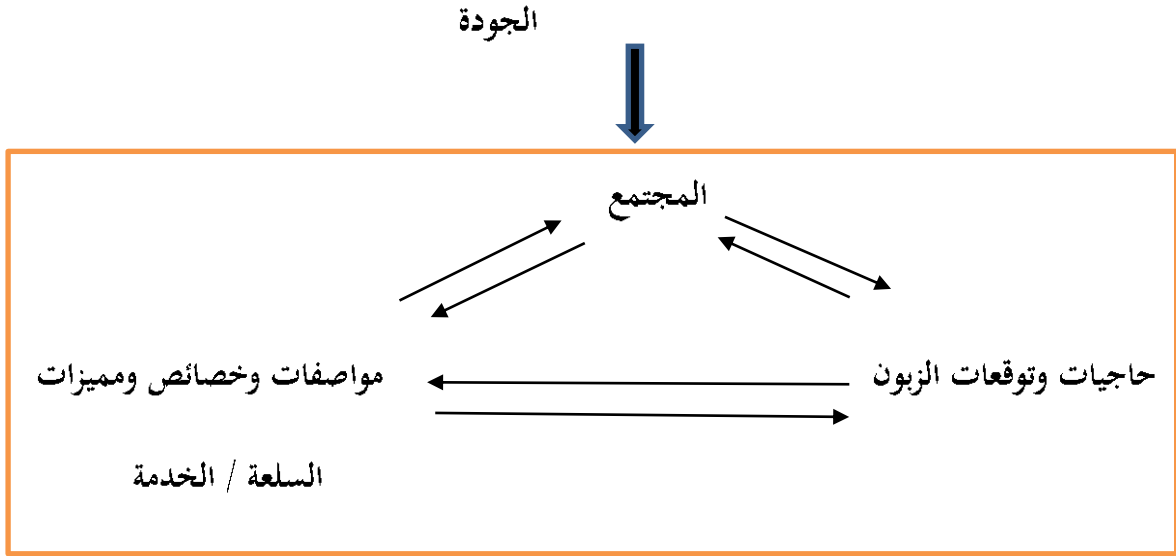 الجودة
المجتمع
حاجيات وتوقعات الزبون
مواصفات وخصائص ومميزات
السلعة / الخدمة